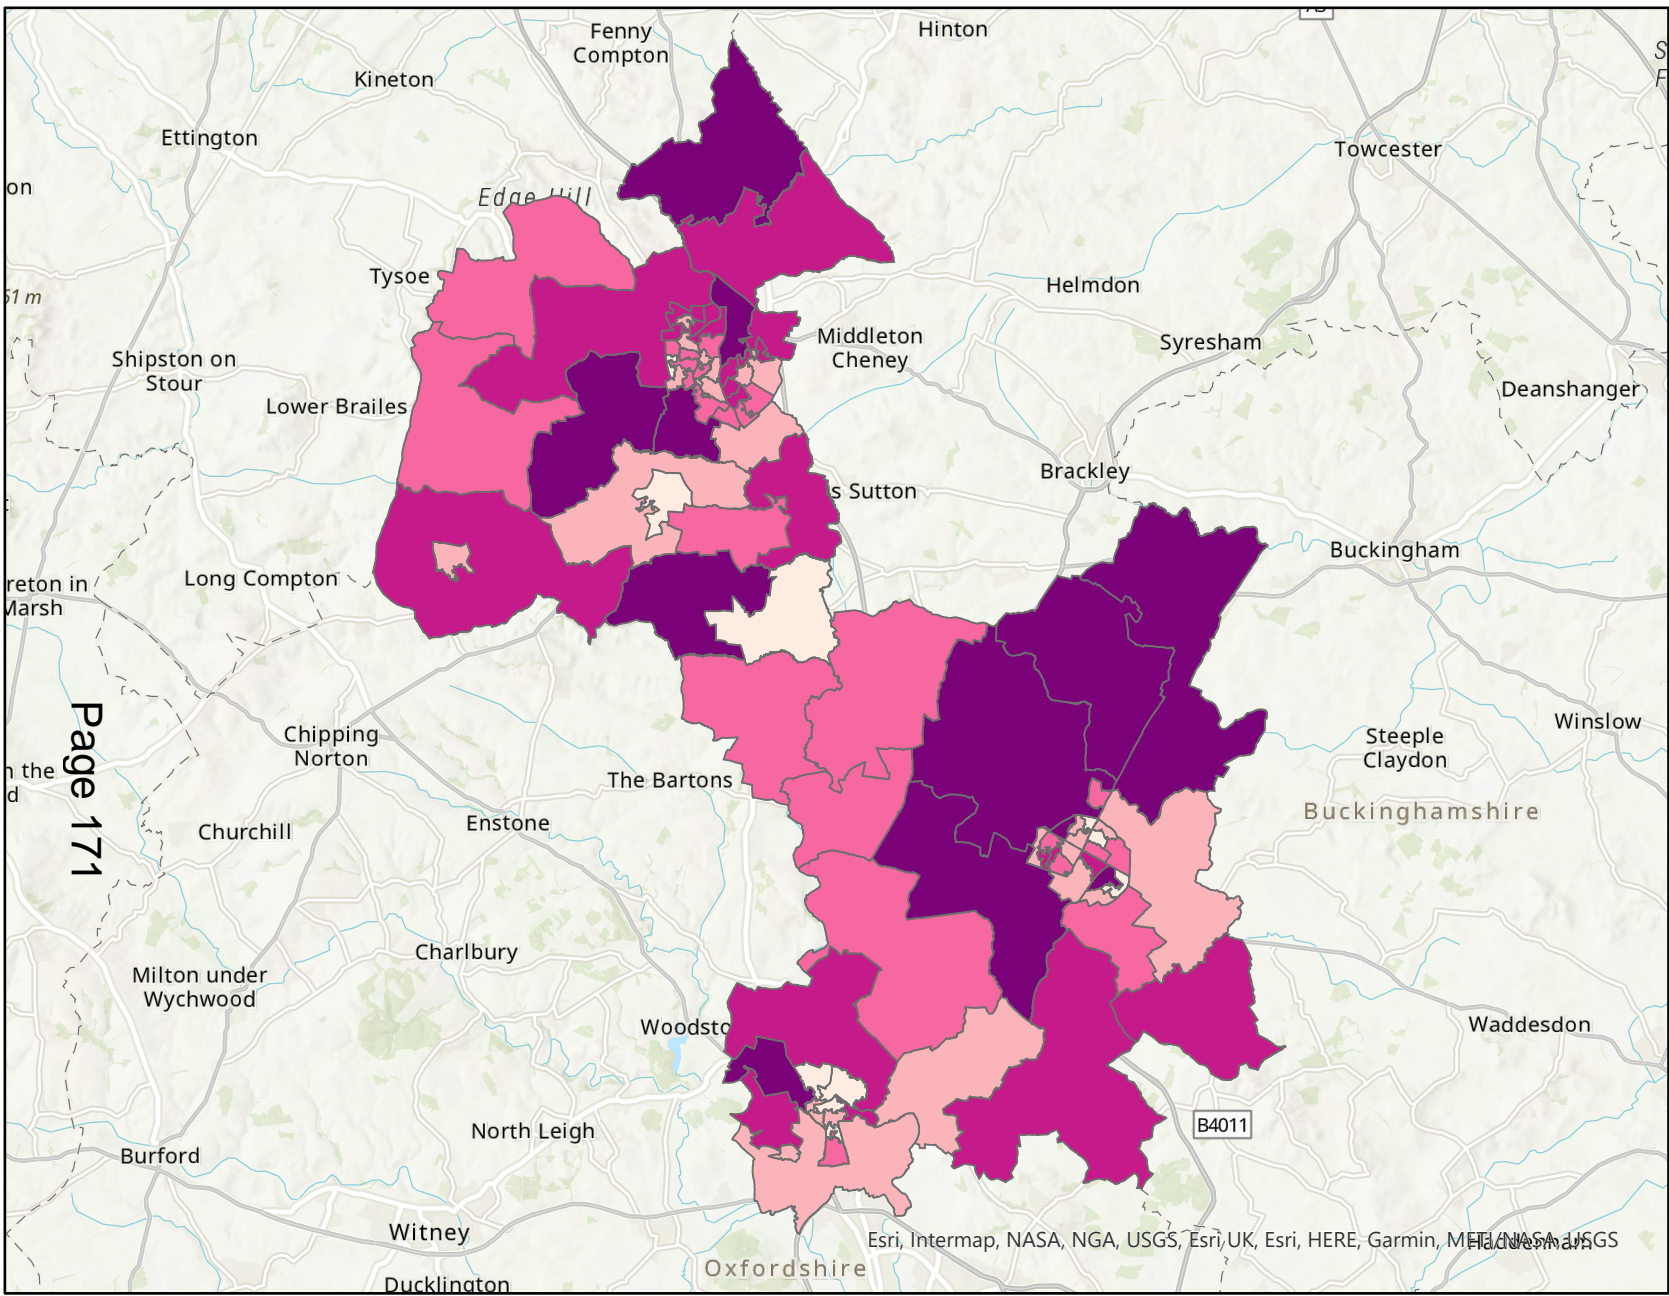 Fenny
Compton
Hinton
Kineton
Ettington
Towcester
on
Edge Hill
Tysoe
Helmdon
51 m
Middleton
Cheney
Syresham
Shipston on
Stour
Deanshanger
Lower Brailes
Brackley
s Sutton
Buckingham
Long Compton
reton in
Marsh
Page 171
Winslow
Chipping
Norton
Steeple
Claydon
n the
d
The Bartons
Buckinghamshire
Churchill
Enstone
Charlbury
Milton under
Wychwood
Woodsto
Waddesdon
North Leigh
B4011
Burford
Witney
Esri, Intermap, NASA, NGA, USGS, Esri UK, Esri, HERE, Garmin, METI/NASA, USGS
Haddenham
Oxfordshire
Ducklington